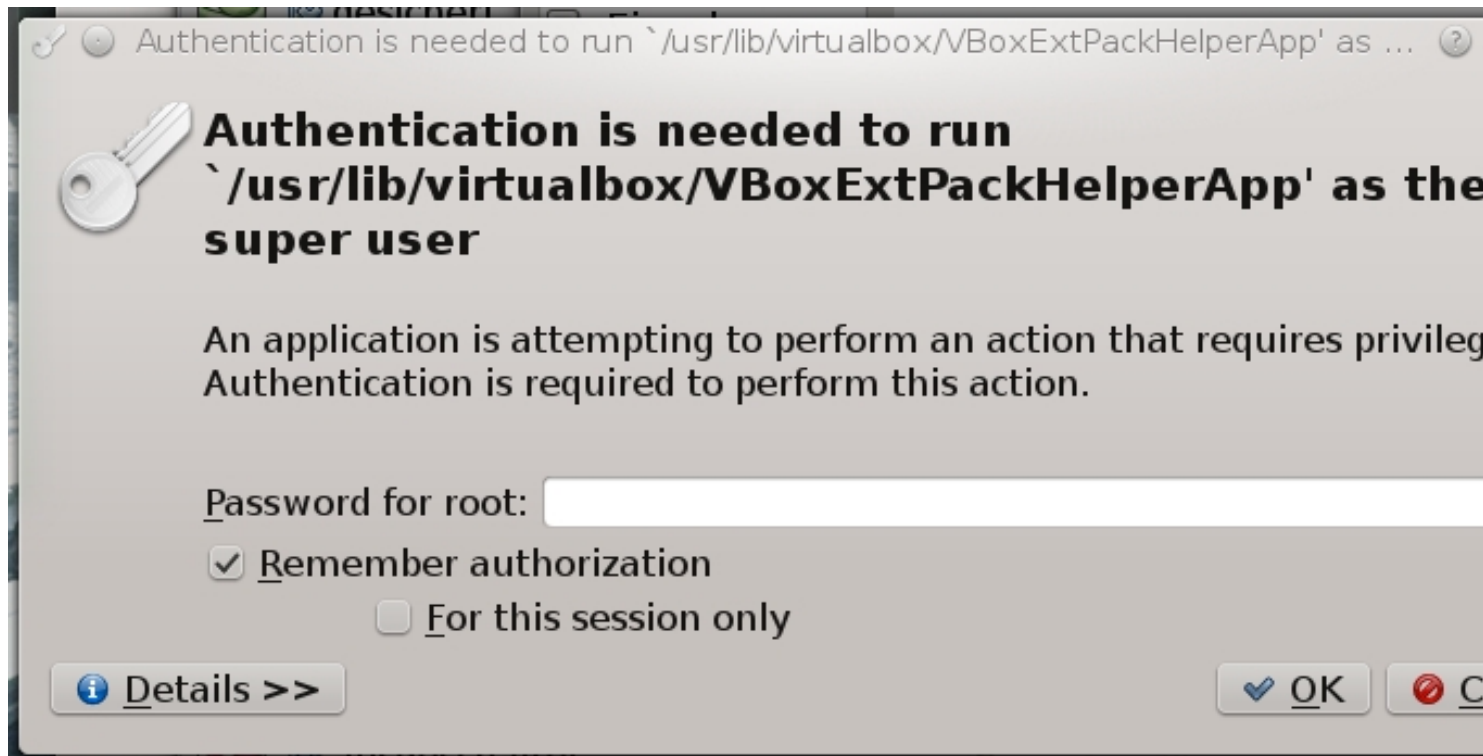 Authentication is needed to run `/usr/lib/virtualbox/VBoxExtPackHelperApp' as ...
Authentication is needed to run
`/usr/lib/virtualbox/VBoxExtPackHelperApp' as the
super user
An application is attempting to perform an action that requires privileg
Authentication is required to perform this action.
Password for root:
Remember authorization
For this session only
Details >>
OK
C